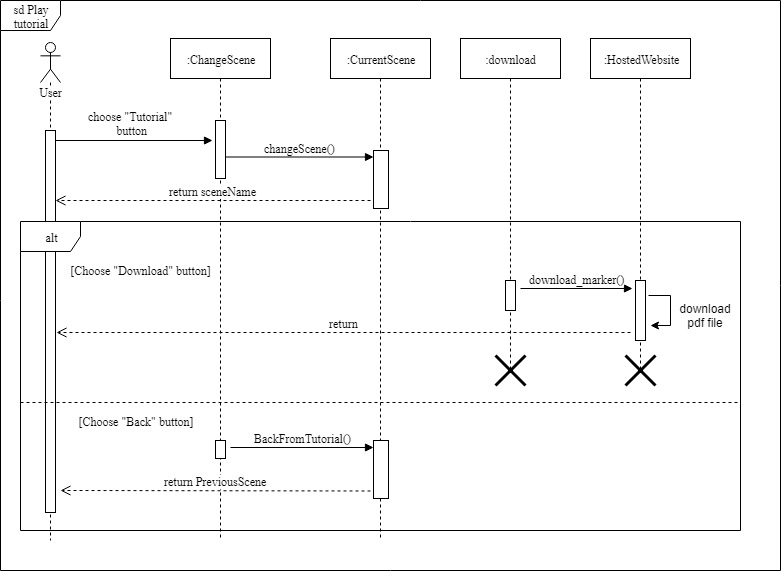 sd Play
tutorial
:ChangeScene
:CurrentScene
:download
:HostedWebsite
User
choose "Tutorial"
button
changeScene()
return sceneName
alt
[Choose "Download" button]
download_marker()
download
pdf file
return
[Choose "Back" button]
BackFromTutorial()
return PreviousScene